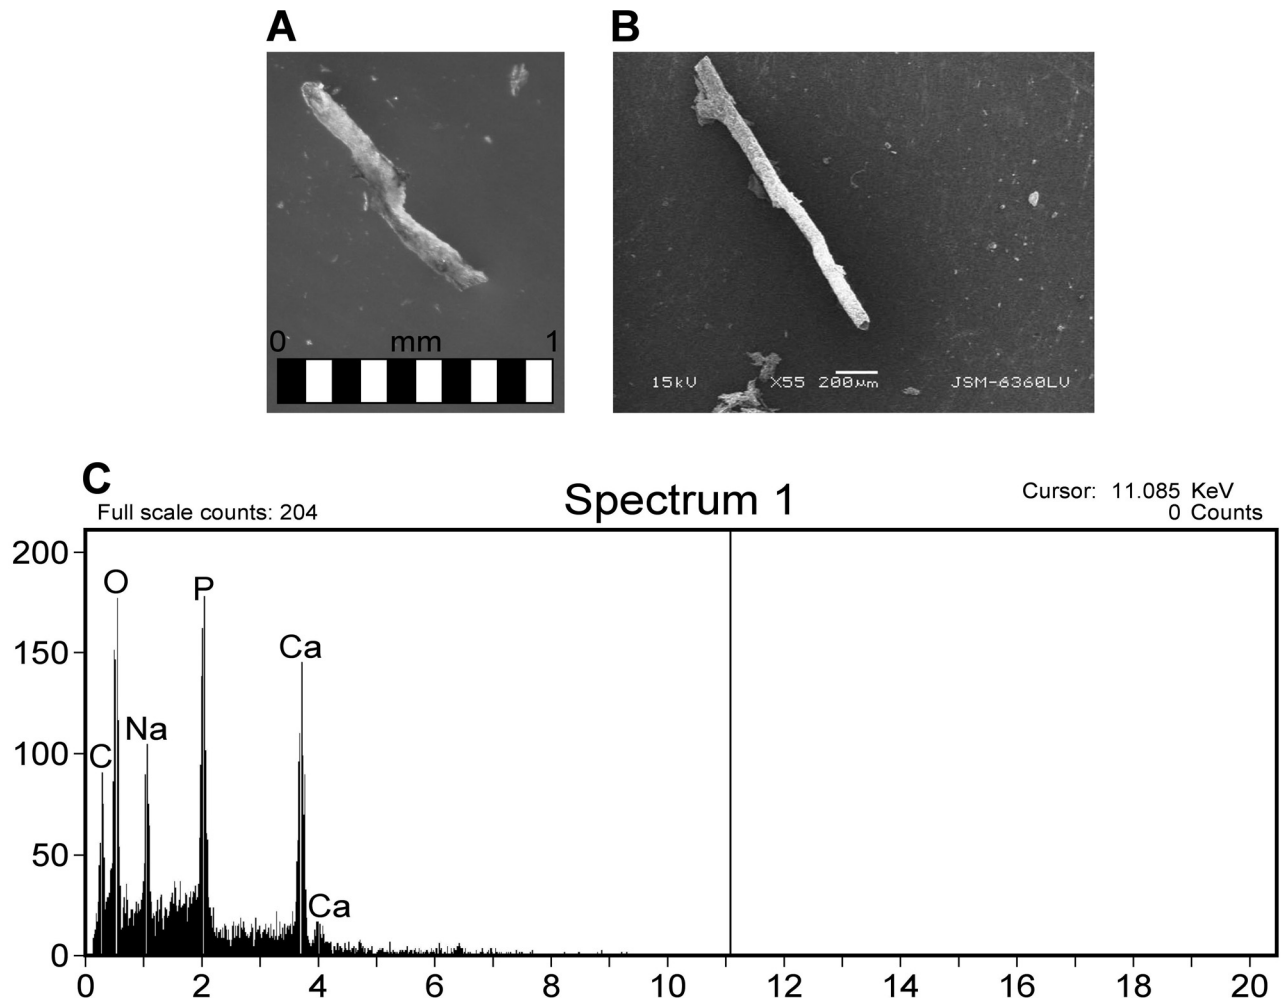 A
B
0 mm 1
15kV X55 200µm JSM-6360LV
C
Full scale counts: 204
Spectrum 1
Cursor: 11.085 KeV
0 Counts
200
150
100
50
0
O
P
Ca
Na
C
Ca
0 2 4 6 8 10 12 14 16 18 20